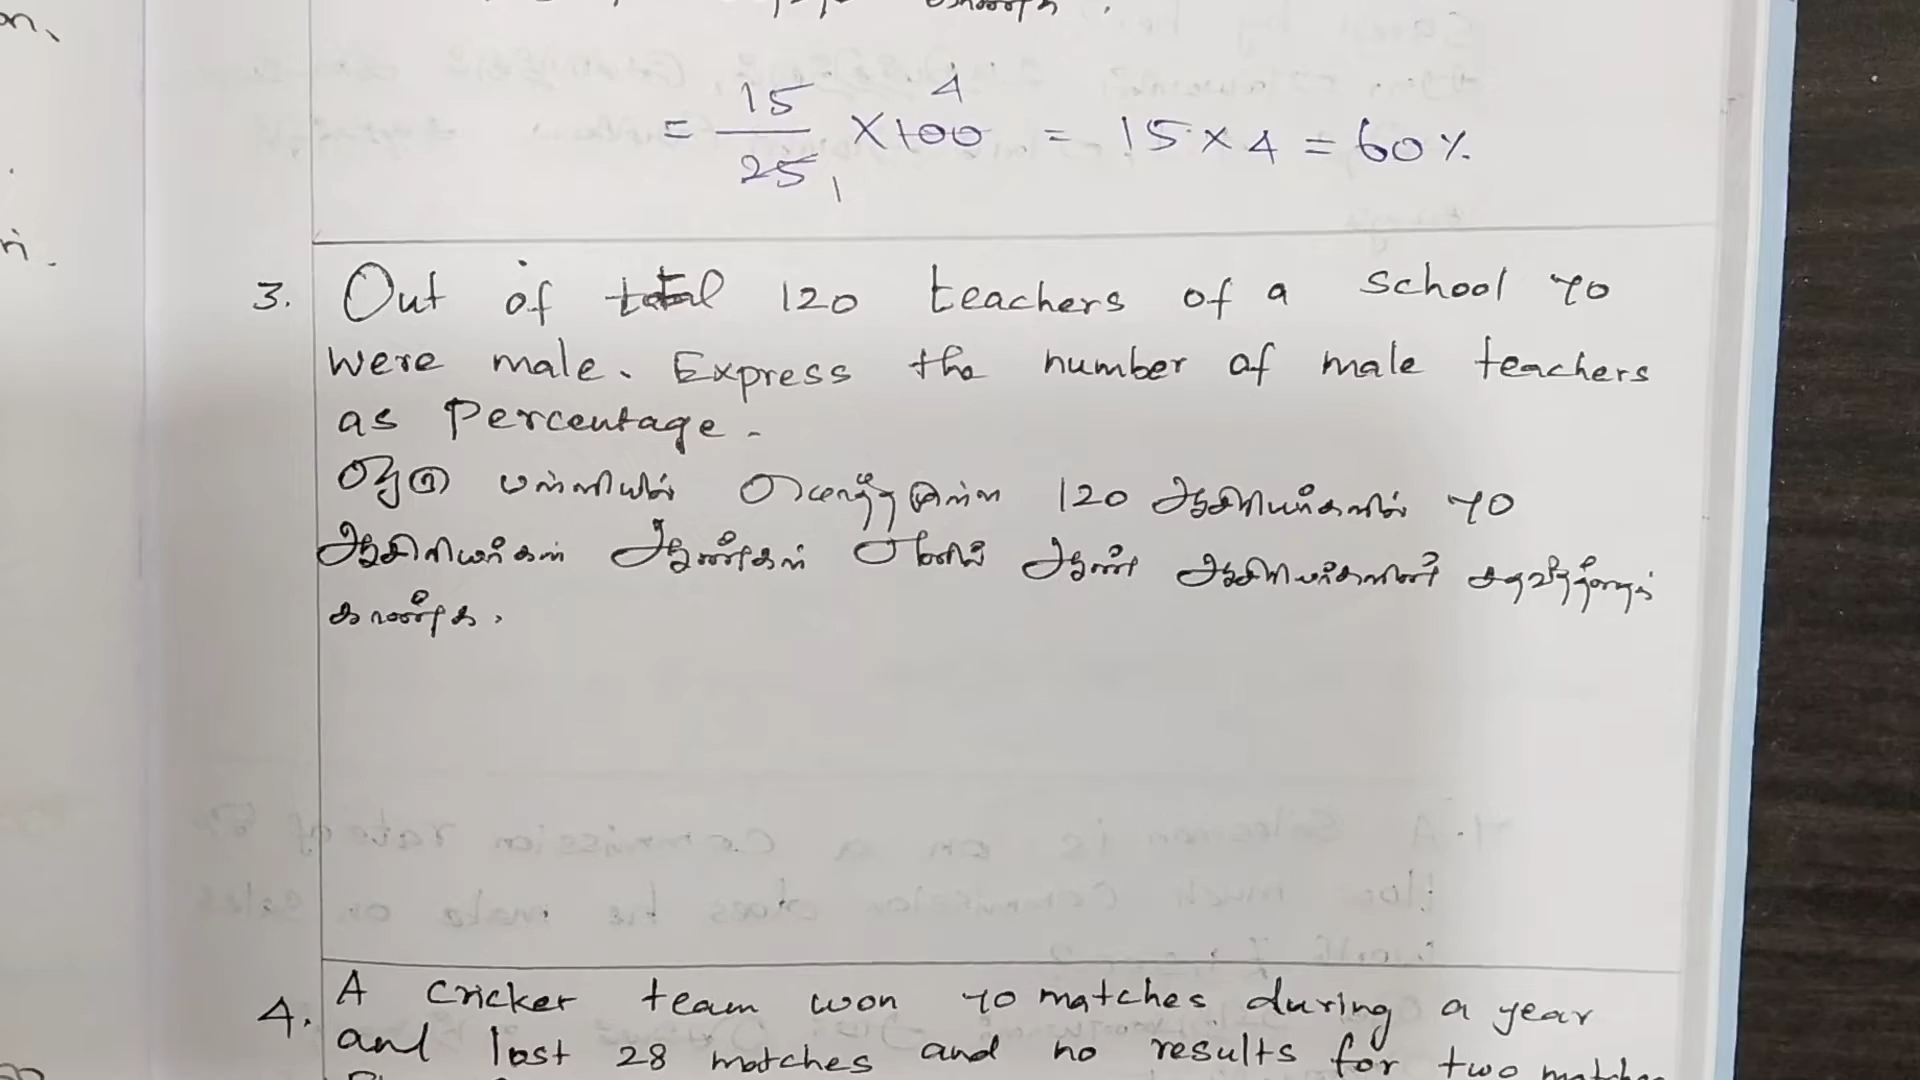 = 15/25 1 × 100 4 = 15 × 4 = 60 %.
3. Out of total 120 teachers of a school 70
were male. Express the number of male teachers
as Percentage.
ஒரு பள்ளியில் மொத்தமுள்ள 120 ஆசிரியர்களில் 70
ஆசிரியர்கள் ஆண்கள் எனில் ஆண் ஆசிரியர்களின் சதவீதத்தைக்
காண்க.
4. A Cricket team won 70 matches during a year
and lost 28 matches and no results for two matches